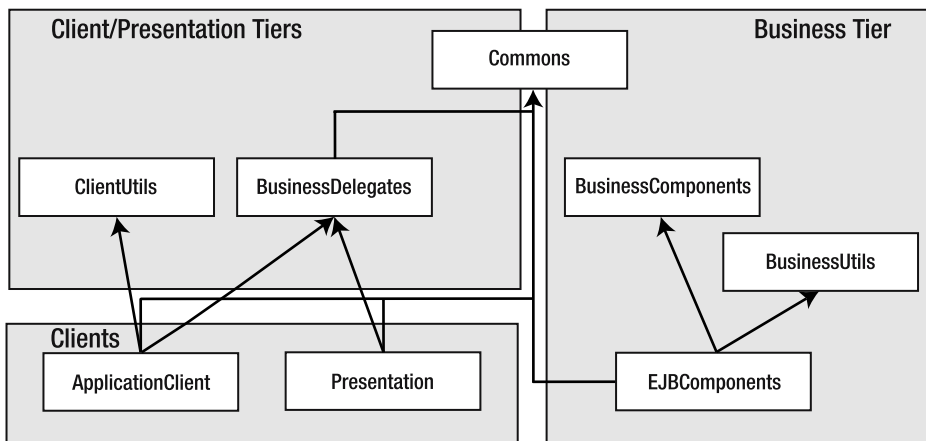 Client/Presentation Tiers
Business Tier
Commons
ClientUtils
BusinessDelegates
BusinessComponents
BusinessUtils
Clients
ApplicationClient
Presentation
EJBComponents